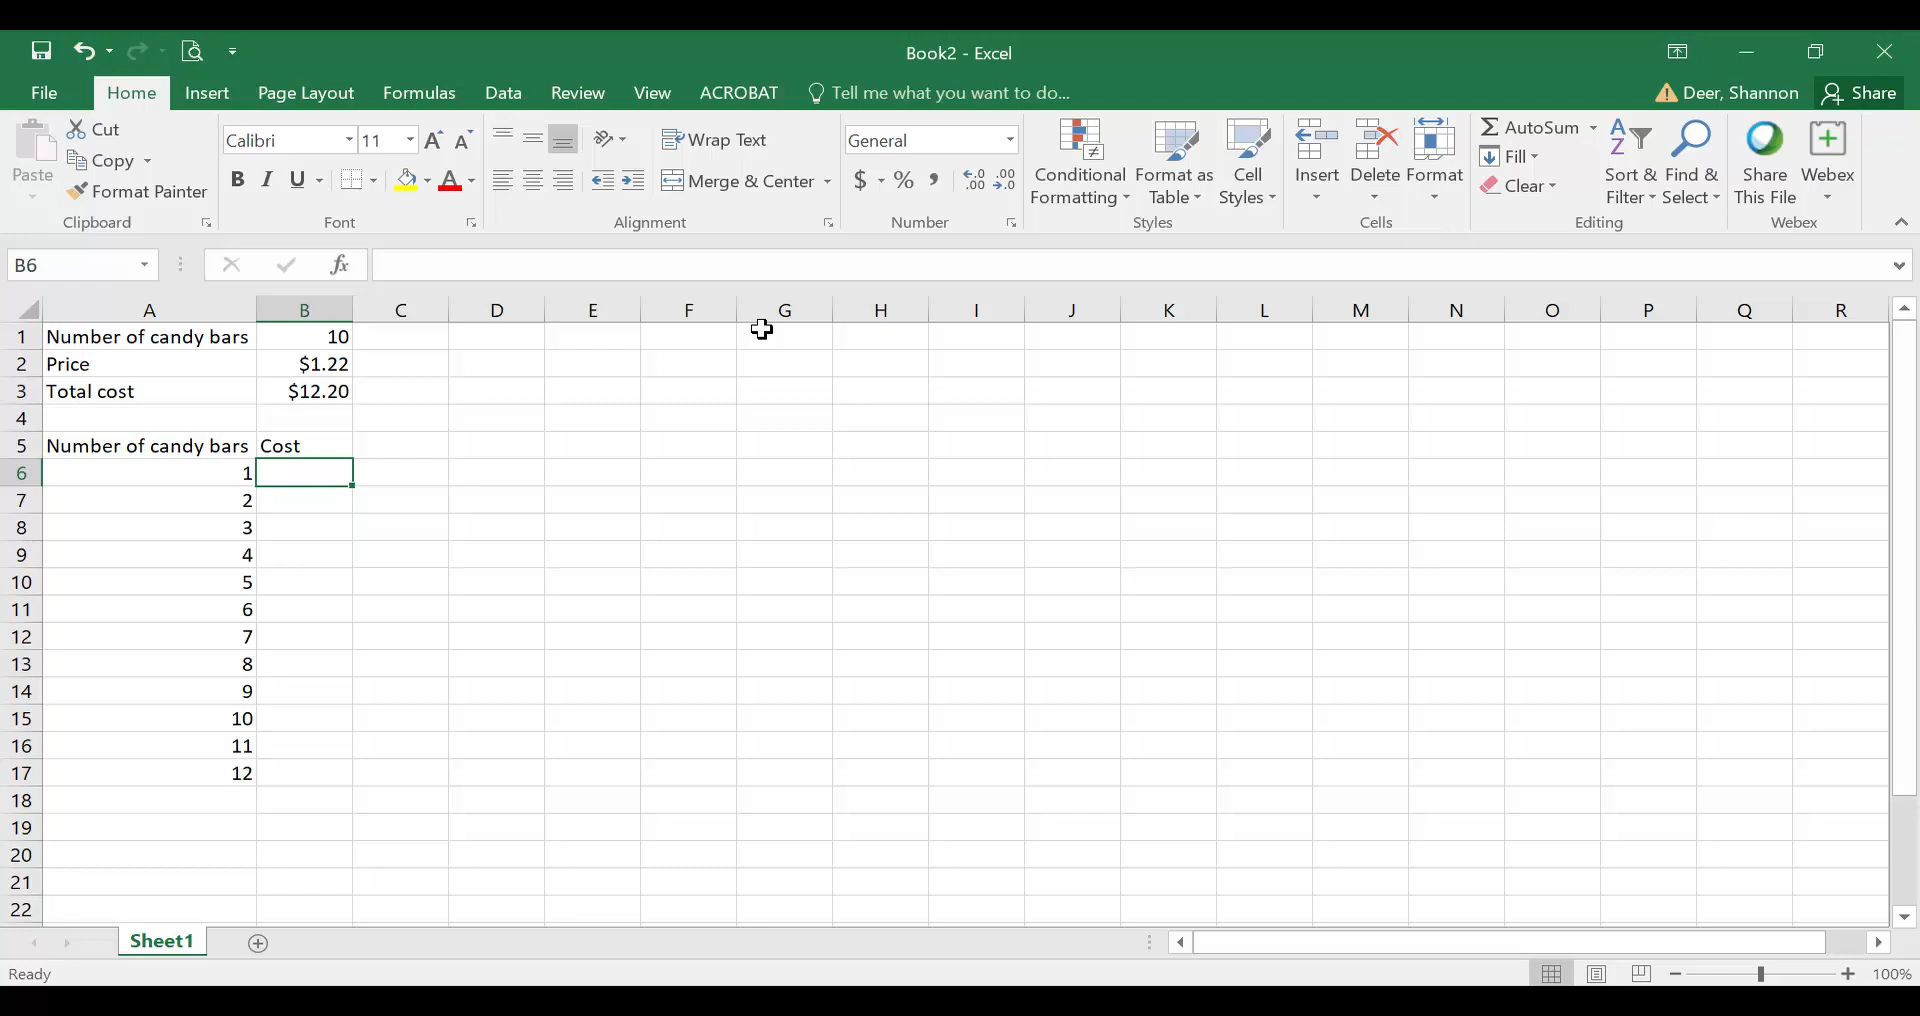 Book2 - Excel
File Home Insert Page Layout Formulas Data Review View ACROBAT Tell me what you want to do... Deer, Shannon Share
Paste
Cut
Copy
Format Painter
Clipboard
Calibri 11 A A
B I U A
Font
Wrap Text
Merge & Center
Alignment
General
$ % , .00 .00
Number
Conditional Formatting
Format as Table
Cell Styles
Styles
Insert Delete Format
Cells
Σ AutoSum
Fill
Clear
Sort & Filter
Find & Select
Editing
Share This File
Webex
Webex
B6 fx
A B C D E F G H I J K L M N O P Q R
1 Number of candy bars 10
2 Price $1.22
3 Total cost $12.20
4
5 Number of candy bars Cost
6 1
7 2
8 3
9 4
10 5
11 6
12 7
13 8
14 9
15 10
16 11
17 12
18
19
20
21
22
Sheet1
Ready 100%